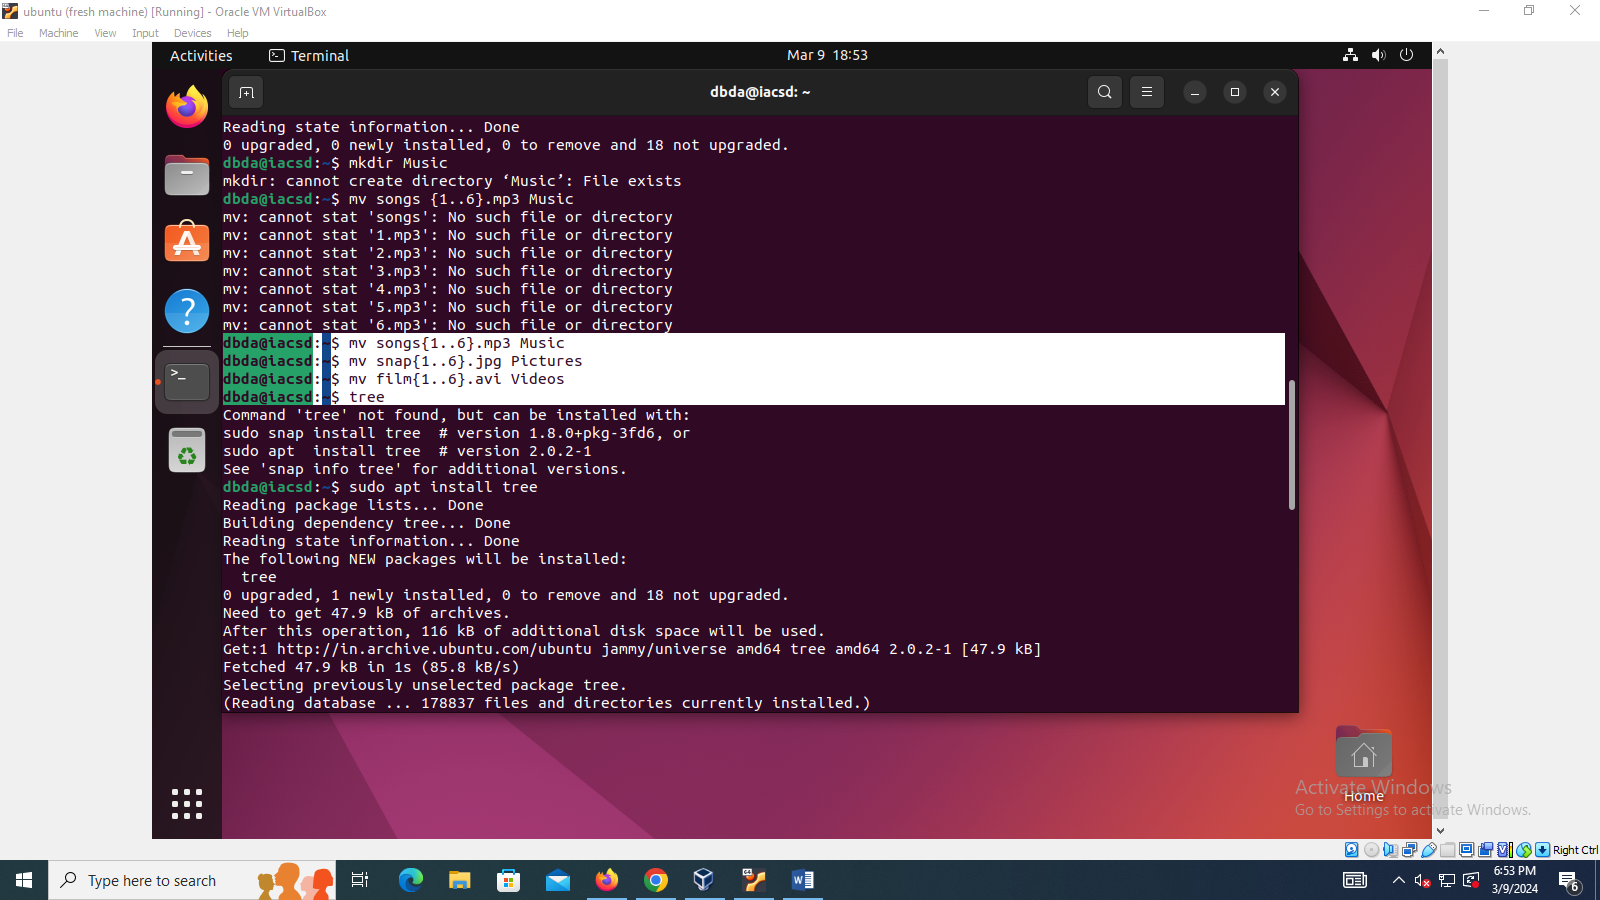 ubuntu (fresh machine) [Running] - Oracle VM VirtualBox
File Machine View Input Devices Help
Activities Terminal Mar 9 18:53
dbda@iacsd: ~
Reading state information... Done
0 upgraded, 0 newly installed, 0 to remove and 18 not upgraded.
dbda@iacsd:~$ mkdir Music
mkdir: cannot create directory ‘Music’: File exists
dbda@iacsd:~$ mv songs {1..6}.mp3 Music
mv: cannot stat 'songs': No such file or directory
mv: cannot stat '1.mp3': No such file or directory
mv: cannot stat '2.mp3': No such file or directory
mv: cannot stat '3.mp3': No such file or directory
mv: cannot stat '4.mp3': No such file or directory
mv: cannot stat '5.mp3': No such file or directory
mv: cannot stat '6.mp3': No such file or directory
dbda@iacsd:~$ mv songs{1..6}.mp3 Music
dbda@iacsd:~$ mv snap{1..6}.jpg Pictures
dbda@iacsd:~$ mv film{1..6}.avi Videos
dbda@iacsd:~$ tree
Command 'tree' not found, but can be installed with:
sudo snap install tree  # version 1.8.0+pkg-3fd6, or
sudo apt  install tree  # version 2.0.2-1
See 'snap info tree' for additional versions.
dbda@iacsd:~$ sudo apt install tree
Reading package lists... Done
Building dependency tree... Done
Reading state information... Done
The following NEW packages will be installed:
  tree
0 upgraded, 1 newly installed, 0 to remove and 18 not upgraded.
Need to get 47.9 kB of archives.
After this operation, 116 kB of additional disk space will be used.
Get:1 http://in.archive.ubuntu.com/ubuntu jammy/universe amd64 tree amd64 2.0.2-1 [47.9 kB]
Fetched 47.9 kB in 1s (85.8 kB/s)
Selecting previously unselected package tree.
(Reading database ... 178837 files and directories currently installed.)
Activate Windows
Home
Go to Settings to activate Windows.
Right Ctrl
Type here to search
6:53 PM
3/9/2024
6